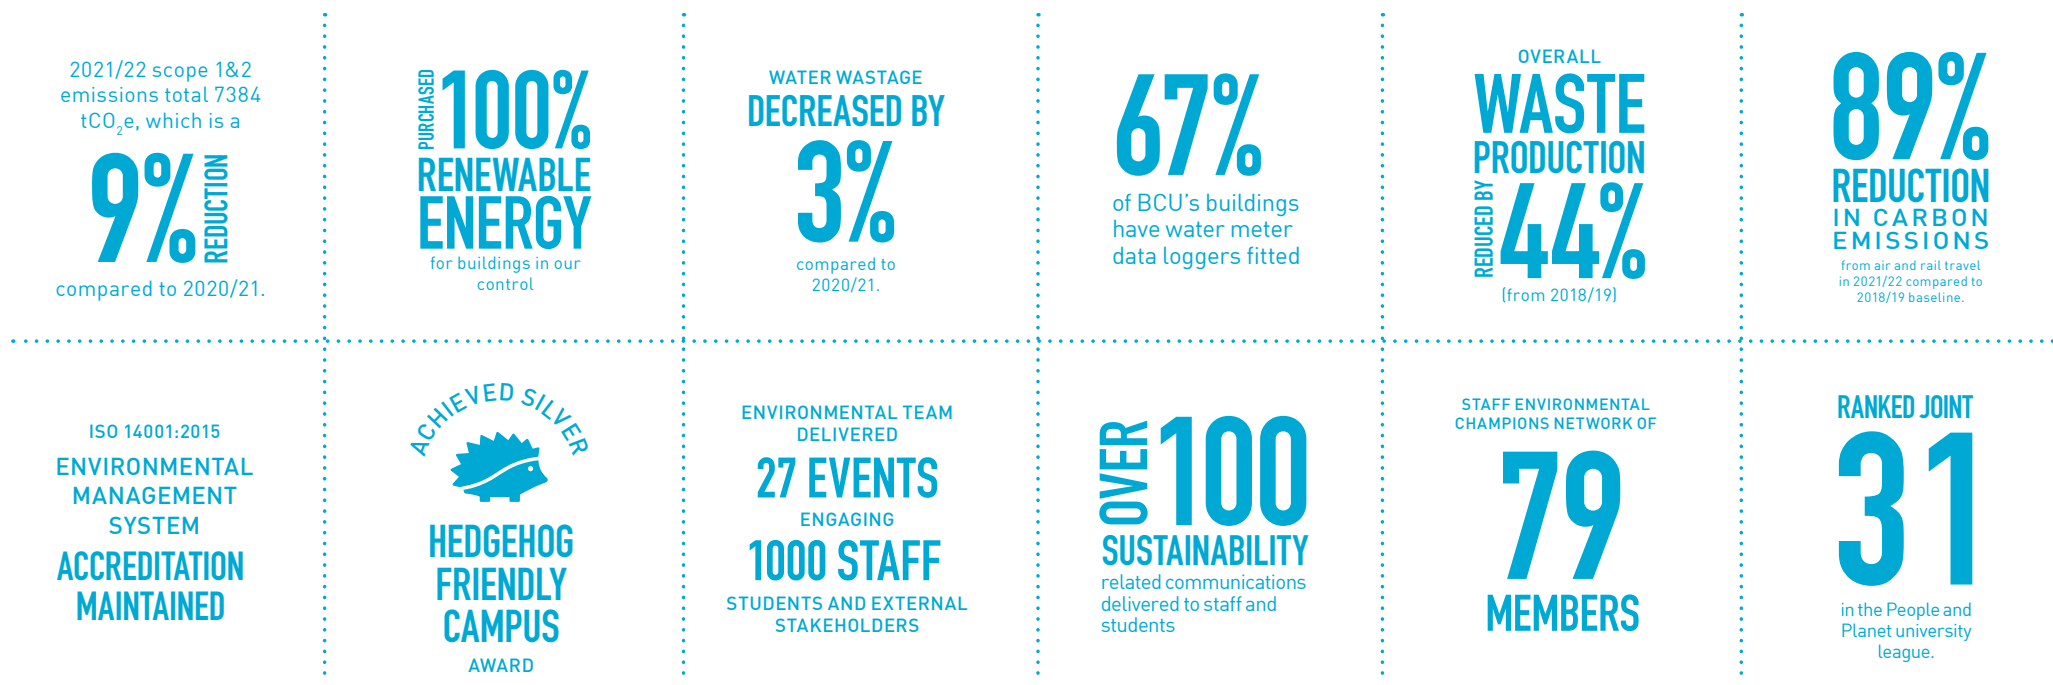 2021/22 scope 1&2
emissions total 7384
tCO₂e, which is a
9%
REDUCTION
compared to 2020/21.
PURCHASED
100%
RENEWABLE
ENERGY
for buildings in our
control
WATER WASTAGE
DECREASED BY
3%
compared to
2020/21.
67%
of BCU's buildings
have water meter
data loggers fitted
OVERALL
WASTE
PRODUCTION
REDUCED BY
44%
(from 2018/19)
89%
REDUCTION
IN CARBON
EMISSIONS
from air and rail travel
in 2021/22 compared to
2018/19 baseline.
ISO 14001:2015
ENVIRONMENTAL
MANAGEMENT
SYSTEM
ACCREDITATION
MAINTAINED
ACHIEVED SILVER
HEDGEHOG
FRIENDLY
CAMPUS
AWARD
ENVIRONMENTAL TEAM
DELIVERED
27 EVENTS
ENGAGING
1000 STAFF
STUDENTS AND EXTERNAL
STAKEHOLDERS
OVER
100
SUSTAINABILITY
related communications
delivered to staff and
students
STAFF ENVIRONMENTAL
CHAMPIONS NETWORK OF
79
MEMBERS
RANKED JOINT
31
in the People and
Planet university
league.